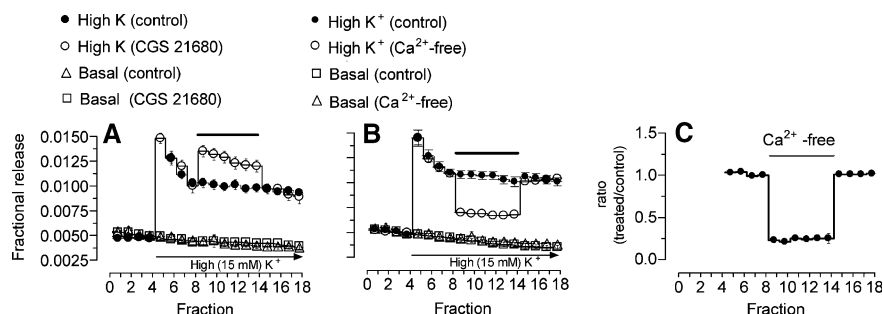 ● High K (control)
○ High K (CGS 21680)
△ Basal (control)
□ Basal (CGS 21680)
● High K⁺ (control)
○ High K⁺ (Ca²⁺-free)
□ Basal (control)
△ Basal (Ca²⁺-free)
A
Fractional release
0.0150
0.0125
0.0100
0.0075
0.0050
0.0025
High (15 mM) K⁺
0 2 4 6 8 10 12 14 16 18
Fraction
B
High (15 mM) K⁺
0 2 4 6 8 10 12 14 16 18
Fraction
C
Ca²⁺ -free
ratio
(treated/control)
1.5
1.0
0.5
0.0
0 2 4 6 8 10 12 14 16 18
Fraction